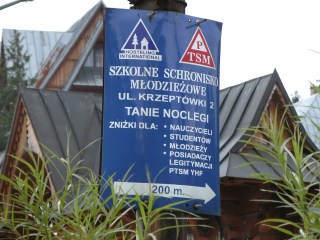 HOSTELLING
INTERNATIONAL
P
TSM
SZKOLNE SCHRONISKO
MŁODZIEŻOWE
UL. KRZEPTÓWKI 2
TANIE NOCLEGI
ZNIŻKI DLA:
• NAUCZYCIELI
• STUDENTÓW
• MŁODZIEŻY
• POSIADACZY
LEGITYMACJI
PTSM YHF
200 m.